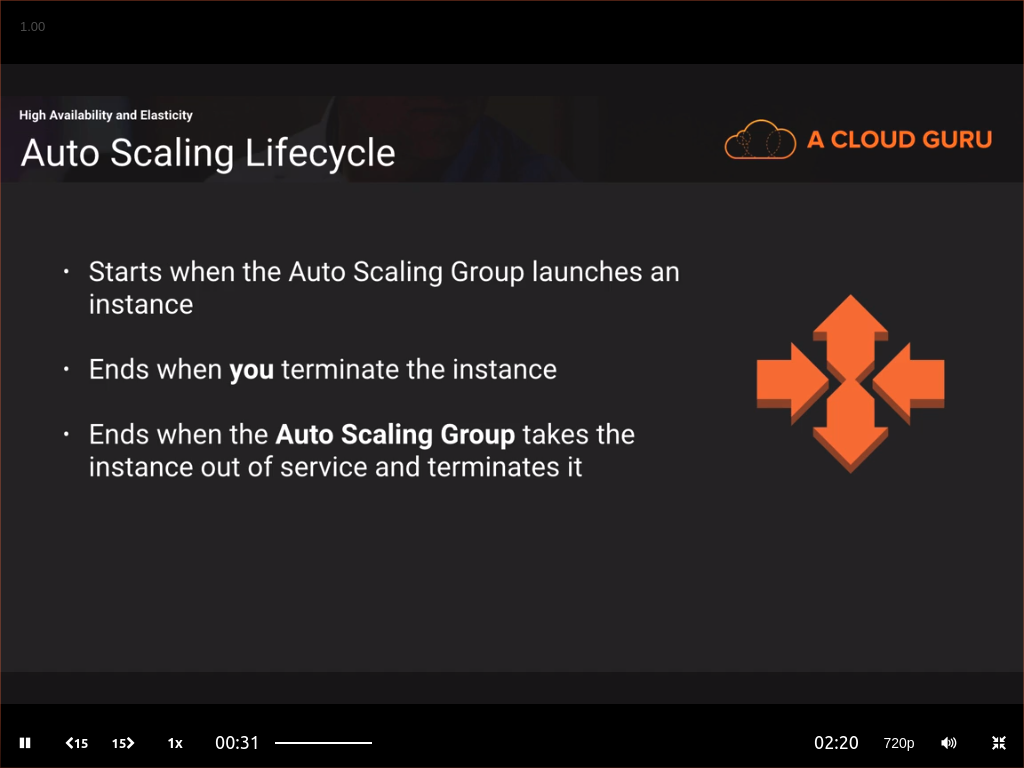 1.00
High Availability and Elasticity
Auto Scaling Lifecycle
A CLOUD GURU
• Starts when the Auto Scaling Group launches an
instance
• Ends when you terminate the instance
• Ends when the Auto Scaling Group takes the
instance out of service and terminates it
15 15 1x 00:31 02:20 720p